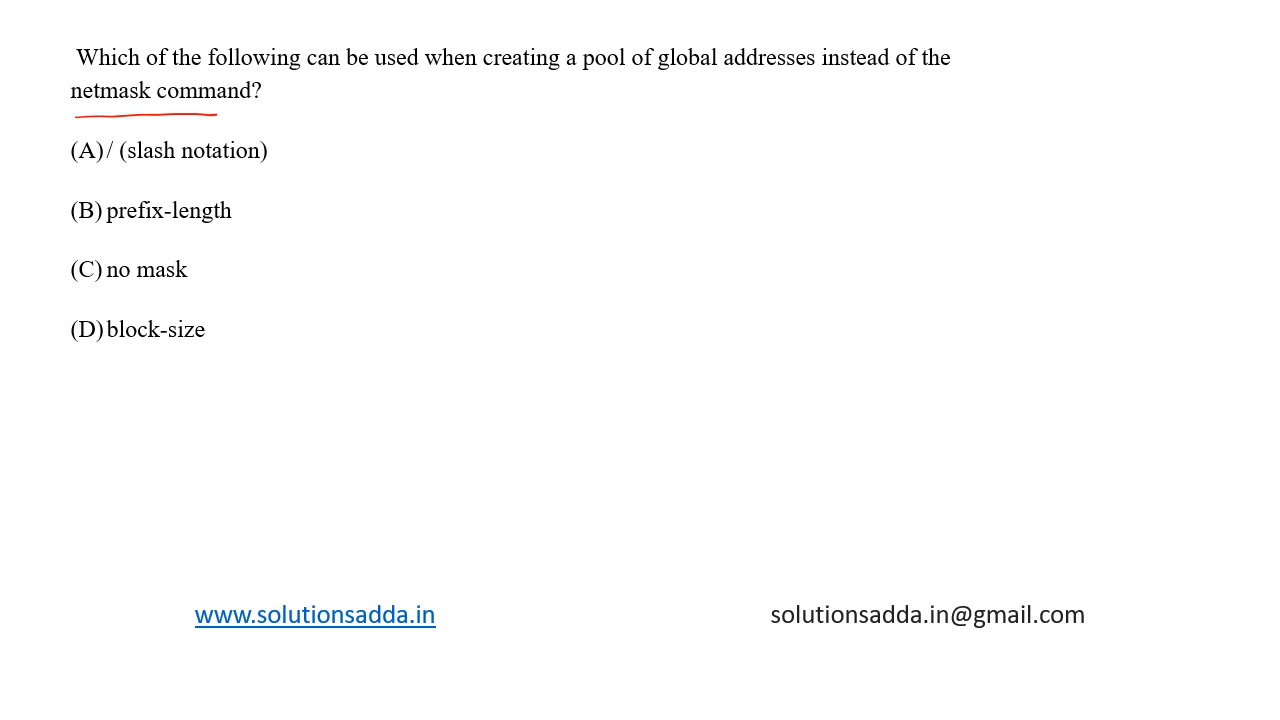 Which of the following can be used when creating a pool of global addresses instead of the
netmask command?
(A) / (slash notation)
(B) prefix-length
(C) no mask
(D) block-size
www.solutionsadda.in
solutionsadda.in@gmail.com